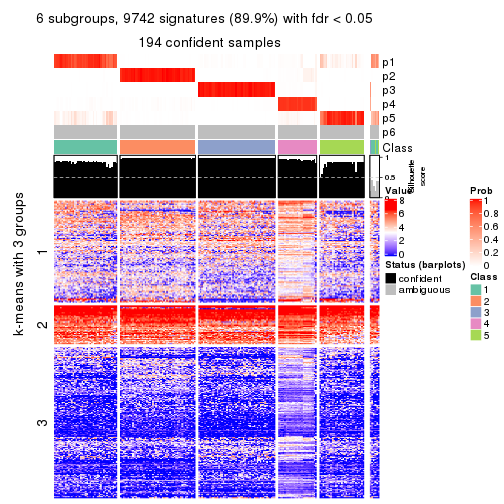 6 subgroups, 9742 signatures (89.9%) with fdr < 0.05
194 confident samples
p1
p2
p3
p4
p5
p6
Class
1
0.5
0
Silhouette
score
k-means with 3 groups
1
2
3
Value
8
6
4
2
0
Status (barplots)
confident
ambiguous
Prob
1
0.8
0.6
0.4
0.2
0
Class
1
2
3
4
5